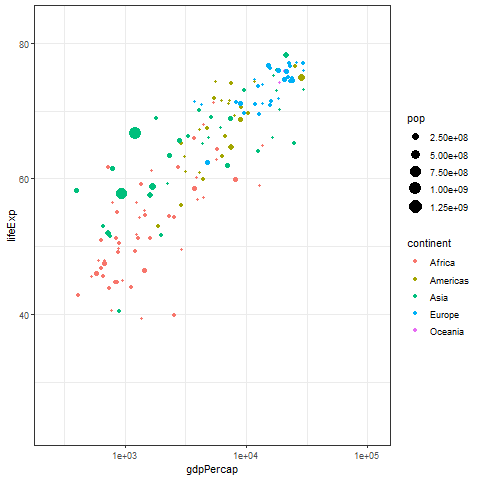 80
60
40
lifeExp
1e+03 1e+04 1e+05
gdpPercap
pop
2.50e+08
5.00e+08
7.50e+08
1.00e+09
1.25e+09
continent
Africa
Americas
Asia
Europe
Oceania